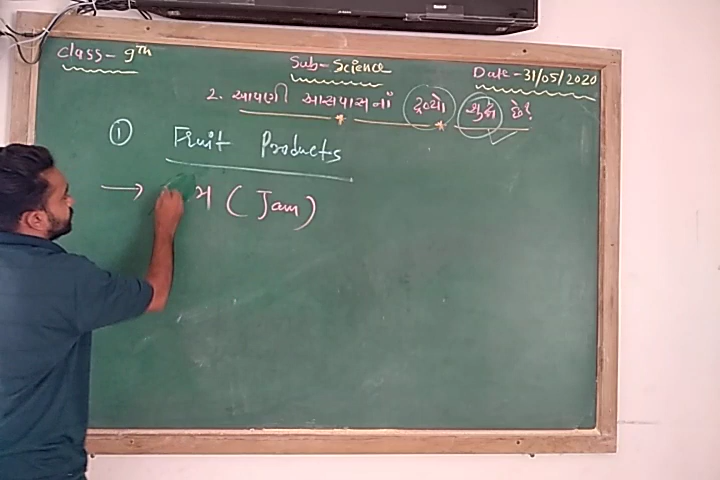 Class - 9th
Sub - Science
Date - 31/05/2020
2. આપણી આસપાસનાં દ્રવ્યો શુદ્ધ છે?
① Fruit Products
→ મ (Jam)